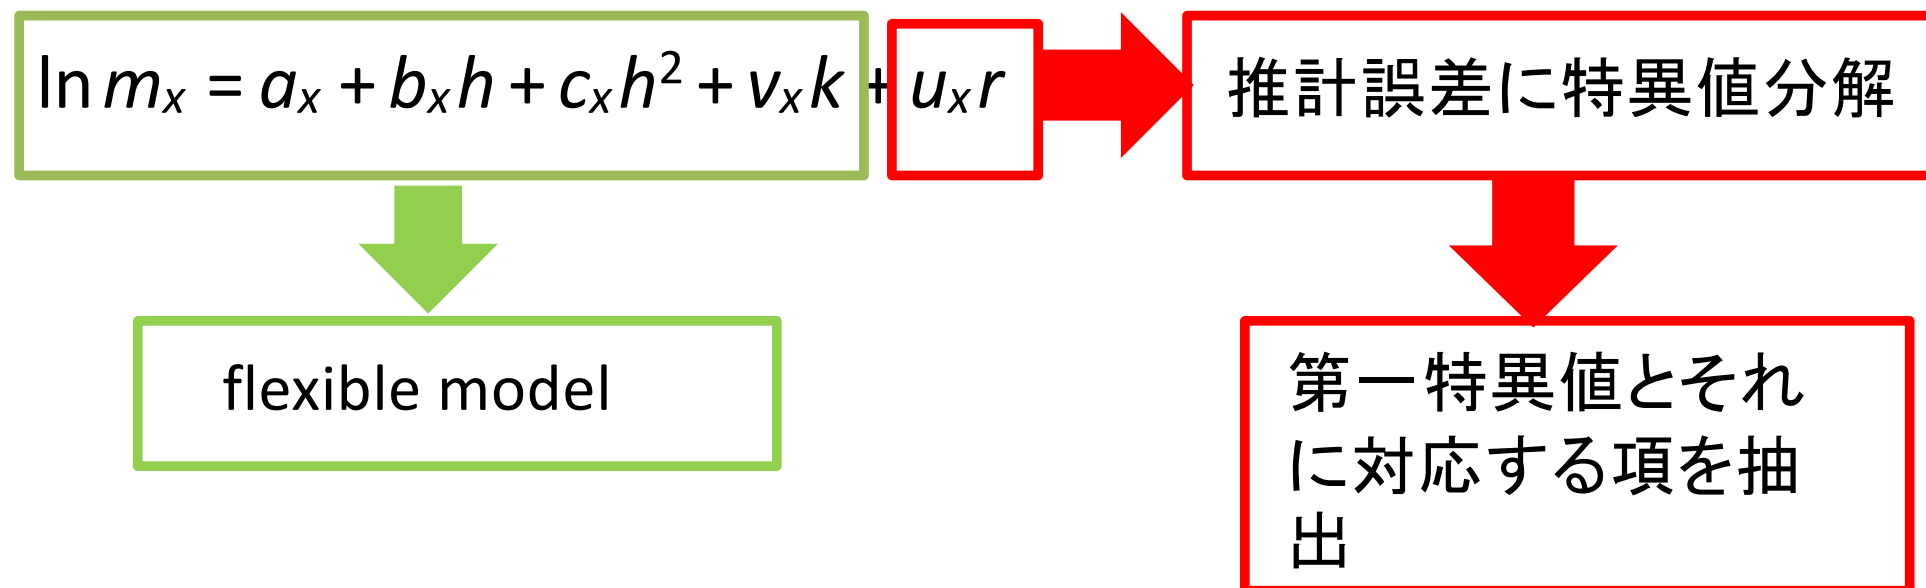 ln mₓ = aₓ + bₓh + cₓh² + vₓk + uₓr
推計誤差に特異値分解
flexible model
第一特異値とそれ
に対応する項を抽
出